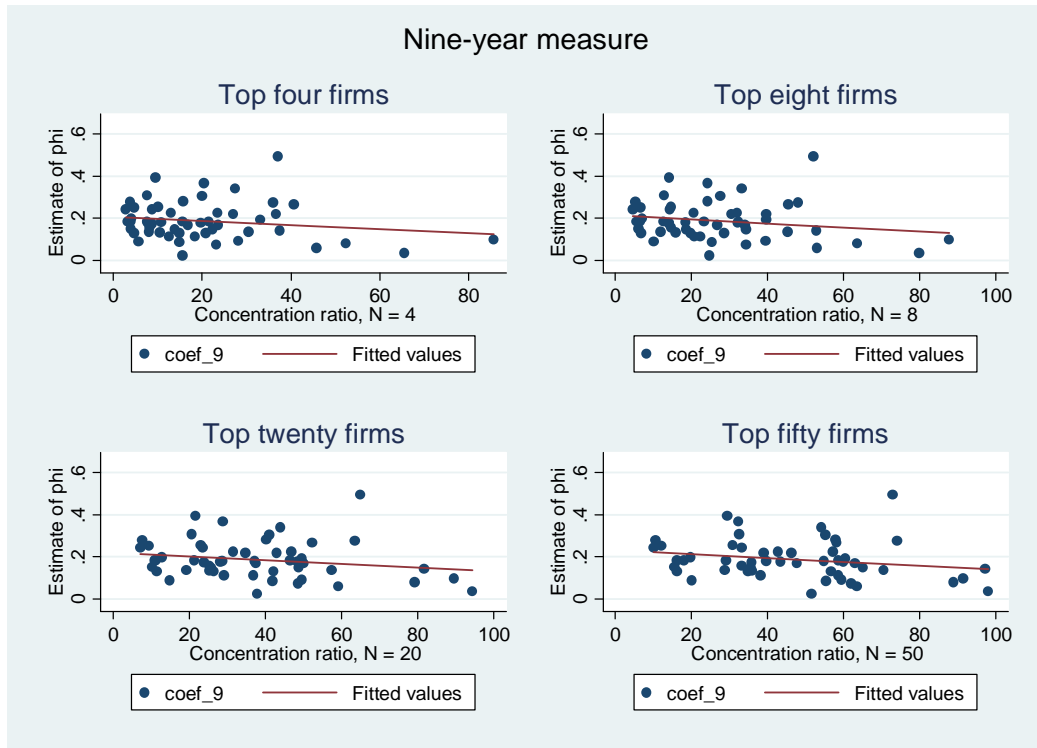 Nine-year measure
Top four firms
Estimate of phi
0 .2 .4 .6
0 20 40 60 80
Concentration ratio, N = 4
coef_9 Fitted values
Top eight firms
Estimate of phi
0 .2 .4 .6
0 20 40 60 80 100
Concentration ratio, N = 8
coef_9 Fitted values
Top twenty firms
Estimate of phi
0 .2 .4 .6
0 20 40 60 80 100
Concentration ratio, N = 20
coef_9 Fitted values
Top fifty firms
Estimate of phi
0 .2 .4 .6
0 20 40 60 80 100
Concentration ratio, N = 50
coef_9 Fitted values